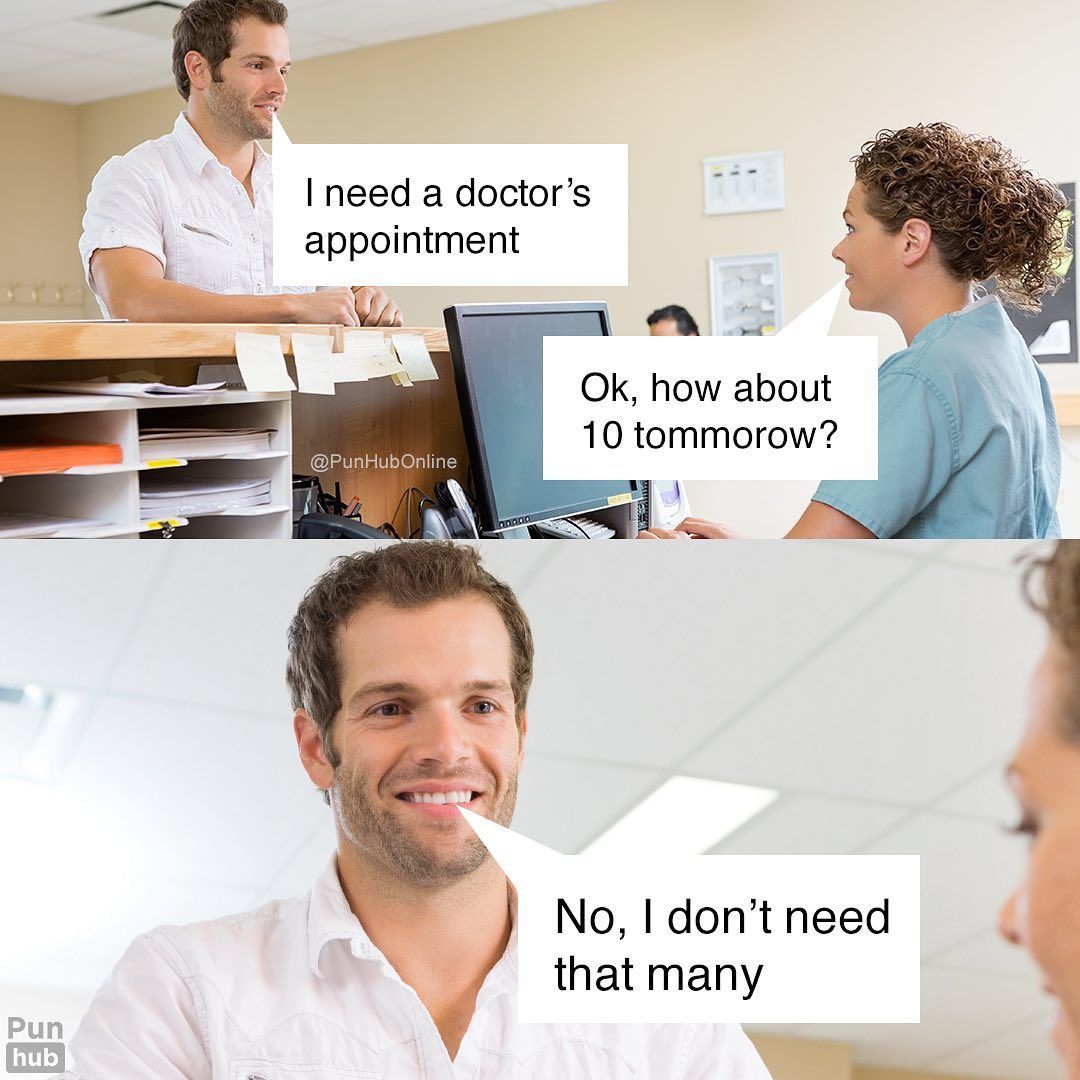 I need a doctor’s
appointment
Ok, how about
10 tommorow?
@PunHubOnline
No, I don’t need
that many
Pun
hub